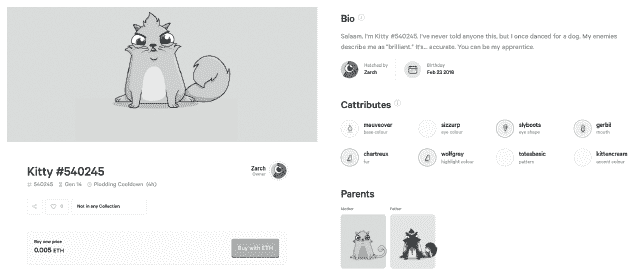 Kitty #540245
540245 Gen 14 Plodding Cooldown (4h)
Zarch
Owner
Not in any Collection
Buy now price
0.005 ETH
Buy with ETH
Bio
Salaam, I'm Kitty #540245. I've never told anyone this, but I once danced for a dog. My enemies
describe me as "brilliant." It's... accurate. You can be my apprentice.
Hatched by
Zarch
Birthday
Feb 23 2018
Cattributes
mauveover
base colour
sizzurp
eye colour
slyboots
eye shape
gerbil
mouth
chartreux
fur
wolfgrey
highlight colour
totesbasic
pattern
kittencream
accent colour
Parents
Mother
Father